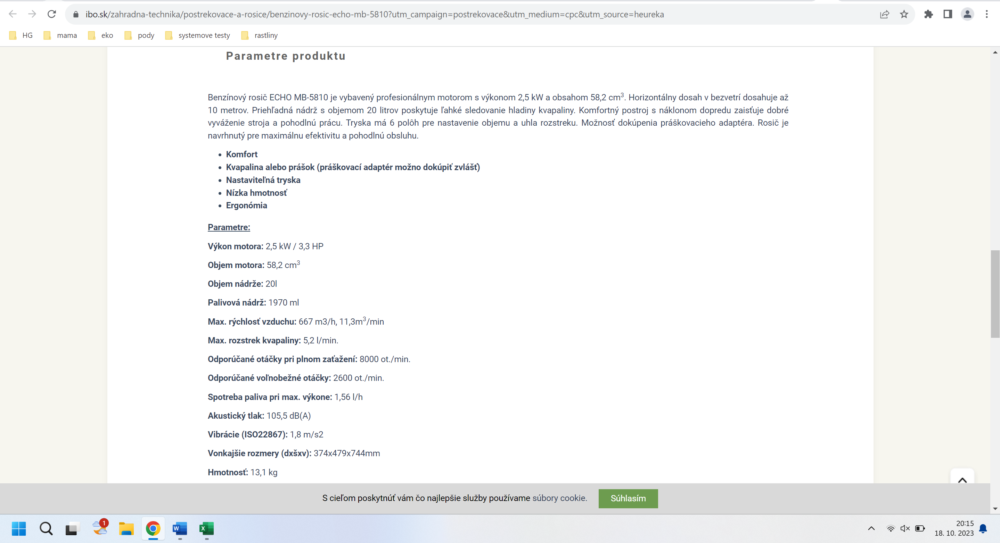 ibo.sk/zahradna-technika/postrekovace-a-rosice/benzinovy-rosic-echo-mb-5810?utm_campaign=postrekovace&utm_medium=cpc&utm_source=heureka
HG mama eko pody systemove testy rastliny
Parametre produktu
Benzínový rosič ECHO MB-5810 je vybavený profesionálnym motorom s výkonom 2,5 kW a obsahom 58,2 cm³. Horizontálny dosah v bezvetrí dosahuje až
10 metrov. Priehľadná nádrž s objemom 20 litrov poskytuje ľahké sledovanie hladiny kvapaliny. Komfortný postroj s náklonom dopredu zaisťuje dobré
vyváženie stroja a pohodlnú prácu. Tryska má 6 polôh pre nastavenie objemu a uhla rozstreku. Možnosť dokúpenia práškovacieho adaptéra. Rosič je
navrhnutý pre maximálnu efektivitu a pohodlnú obsluhu.
• Komfort
• Kvapalina alebo prášok (práškovací adaptér možno dokúpiť zvlášť)
• Nastaviteľná tryska
• Nízka hmotnosť
• Ergonómia
Parametre:
Výkon motora: 2,5 kW / 3,3 HP
Objem motora: 58,2 cm³
Objem nádrže: 20l
Palivová nádrž: 1970 ml
Max. rýchlosť vzduchu: 667 m3/h, 11,3m³/min
Max. rozstrek kvapaliny: 5,2 l/min.
Odporúčané otáčky pri plnom zaťažení: 8000 ot./min.
Odporúčané voľnobežné otáčky: 2600 ot./min.
Spotreba paliva pri max. výkone: 1,56 l/h
Akustický tlak: 105,5 dB(A)
Vibrácie (ISO22867): 1,8 m/s2
Vonkajšie rozmery (dxšxv): 374x479x744mm
Hmotnosť: 13,1 kg
S cieľom poskytnúť vám čo najlepšie služby používame súbory cookie. Súhlasím
1
W
X
20:15
18. 10. 2023